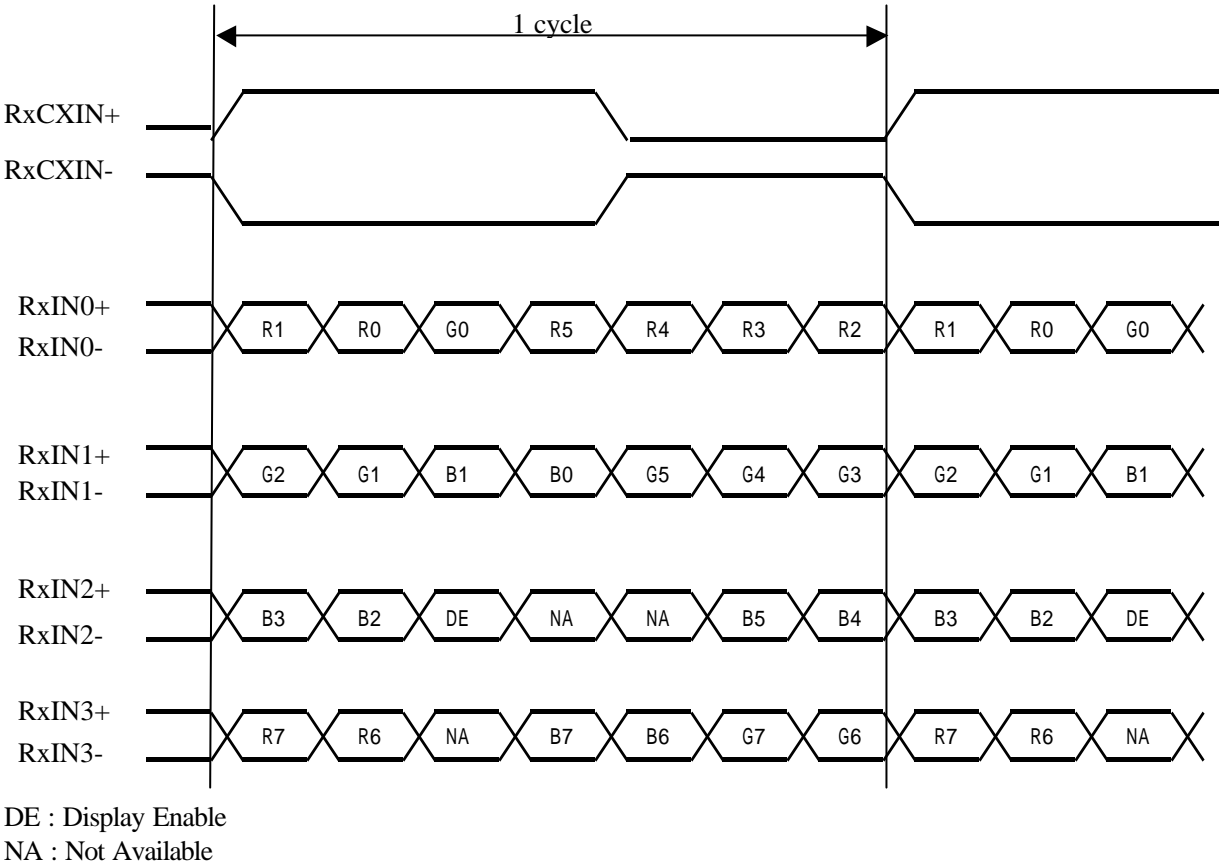 1 cycle
RxCXIN+
RxCXIN-
RxIN0+
R1 R0 G0 R5 R4 R3 R2 R1 R0 G0
RxIN0-
RxIN1+
G2 G1 B1 B0 G5 G4 G3 G2 G1 B1
RxIN1-
RxIN2+
B3 B2 DE NA NA B5 B4 B3 B2 DE
RxIN2-
RxIN3+
R7 R6 NA B7 B6 G7 G6 R7 R6 NA
RxIN3-
DE : Display Enable
NA : Not Available